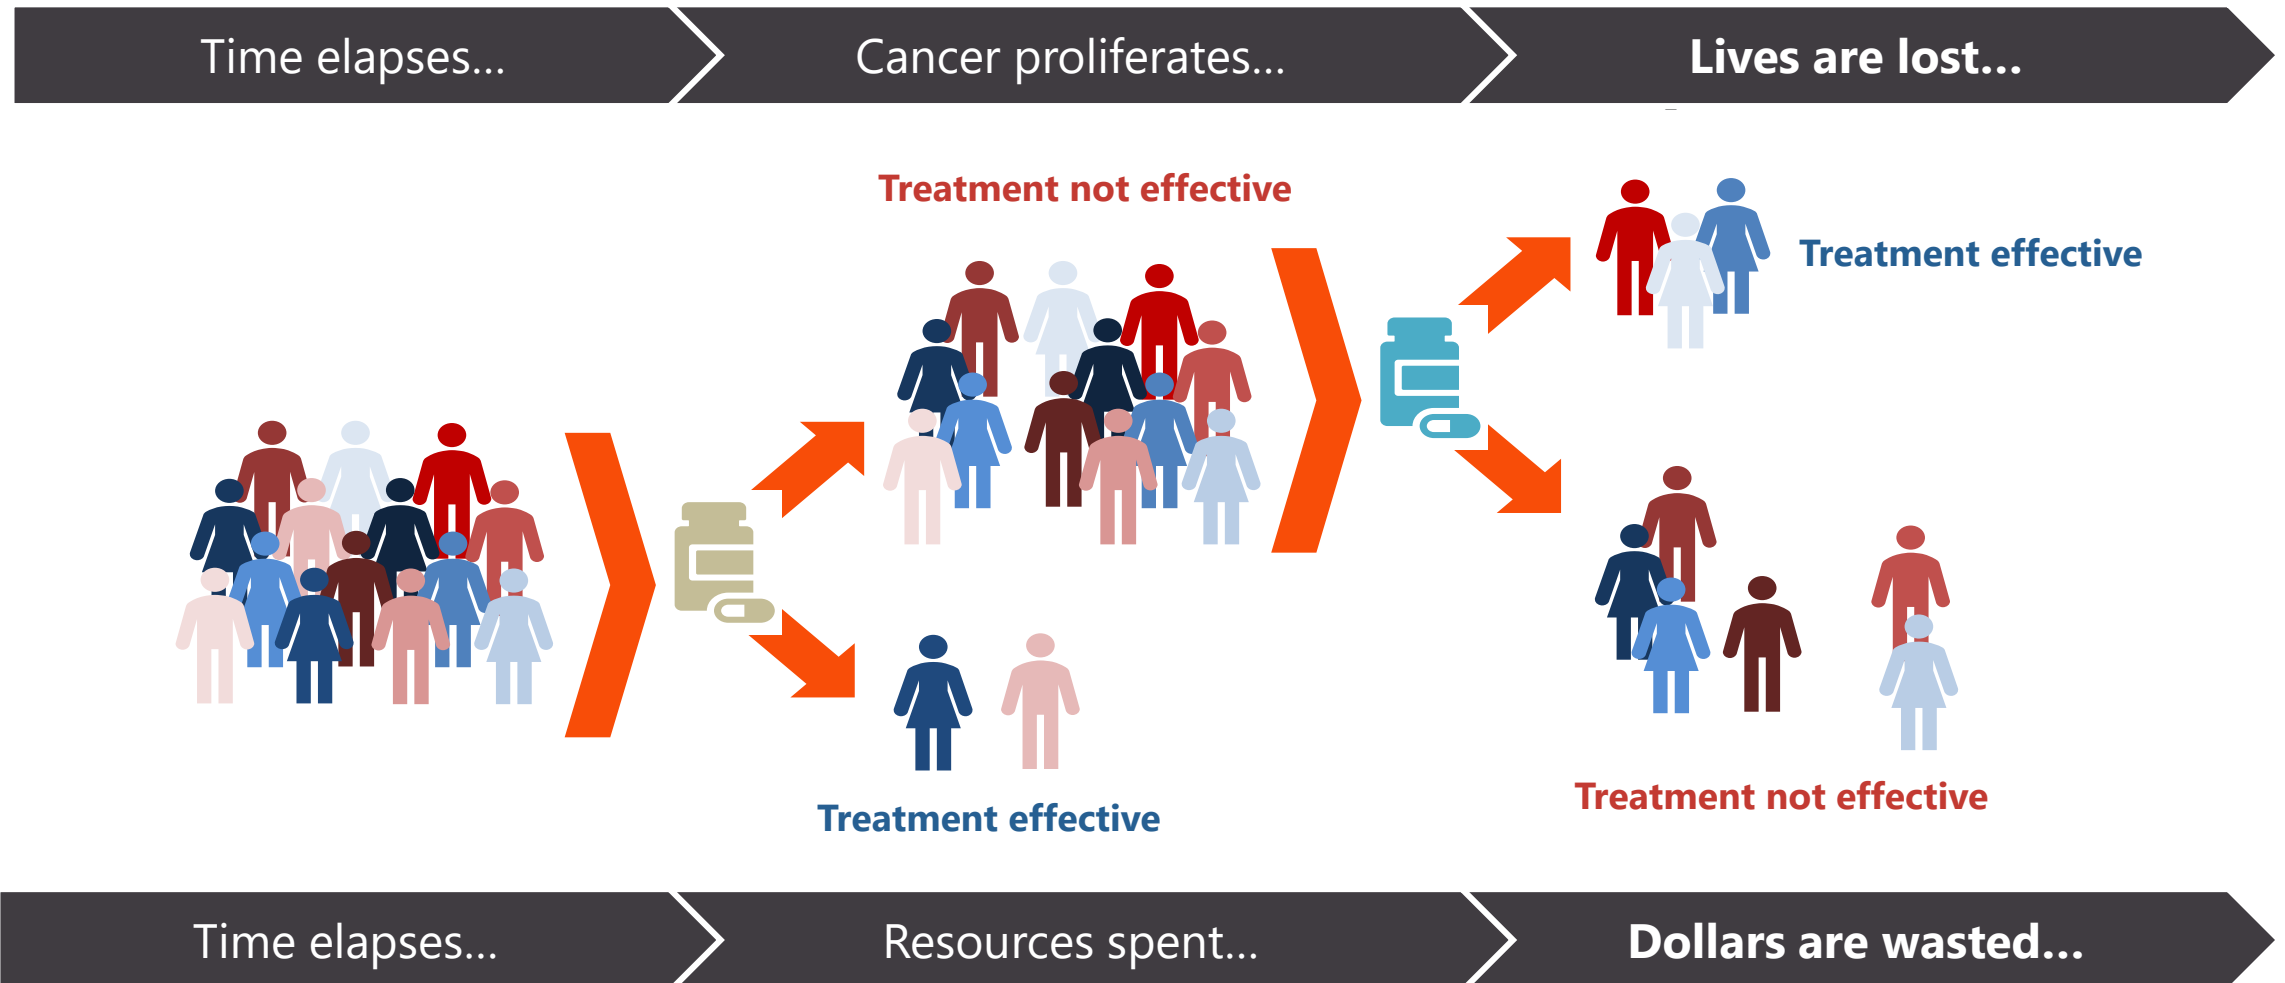 Time elapses...
Cancer proliferates...
Lives are lost...
Treatment not effective
Treatment effective
Treatment not effective
Treatment effective
Time elapses...
Resources spent...
Dollars are wasted...